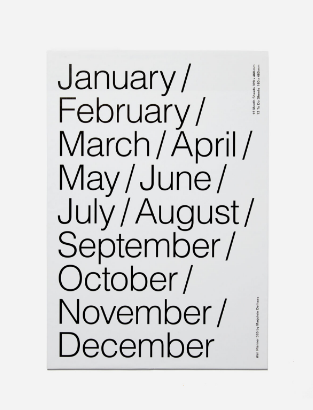 January /
February /
March / April /
May / June /
July / August /
September /
October /
November /
December